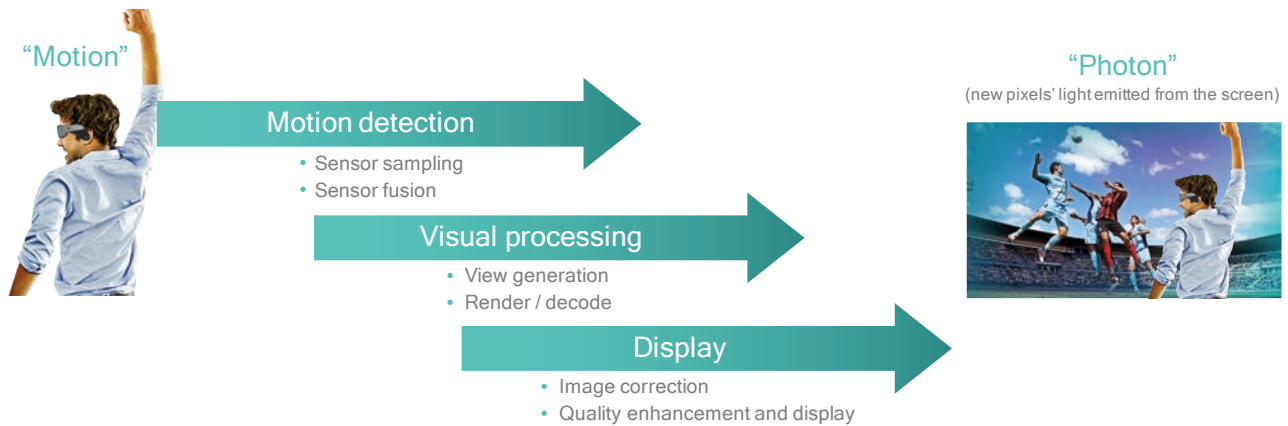 “Motion”
“Photon”
(new pixels’ light emitted from the screen)
Motion detection
• Sensor sampling
• Sensor fusion
Visual processing
• View generation
• Render / decode
Display
• Image correction
• Quality enhancement and display